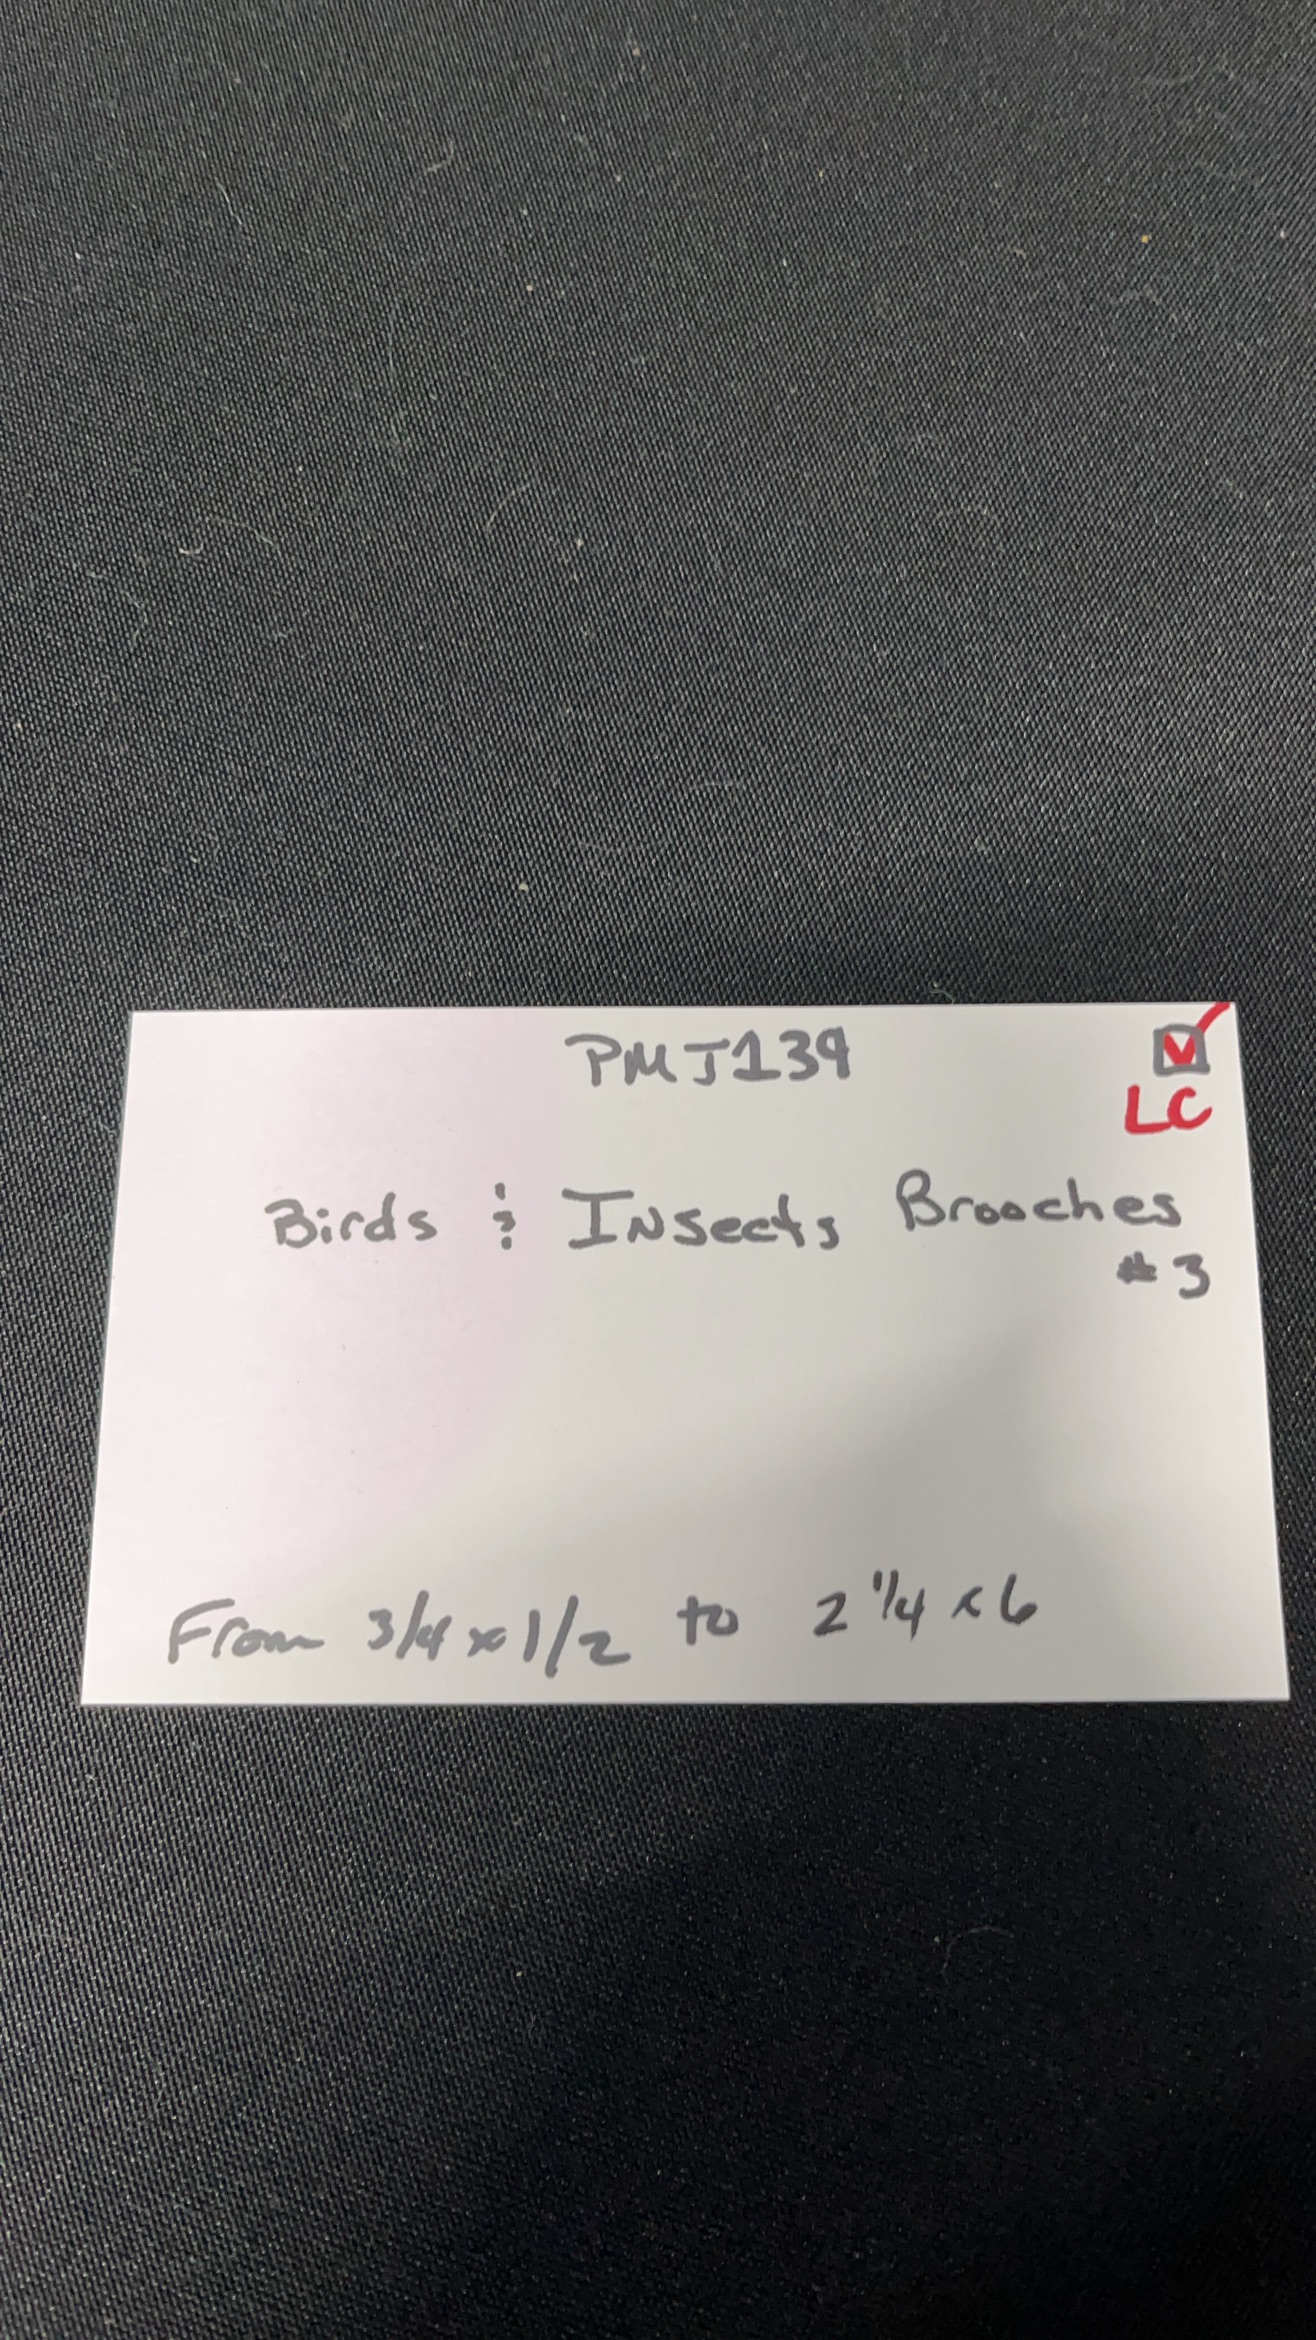 PMJ139
LC
Birds & Insects Brooches
#3
From 3/4 x 1/2 to 2 1/4 x 6